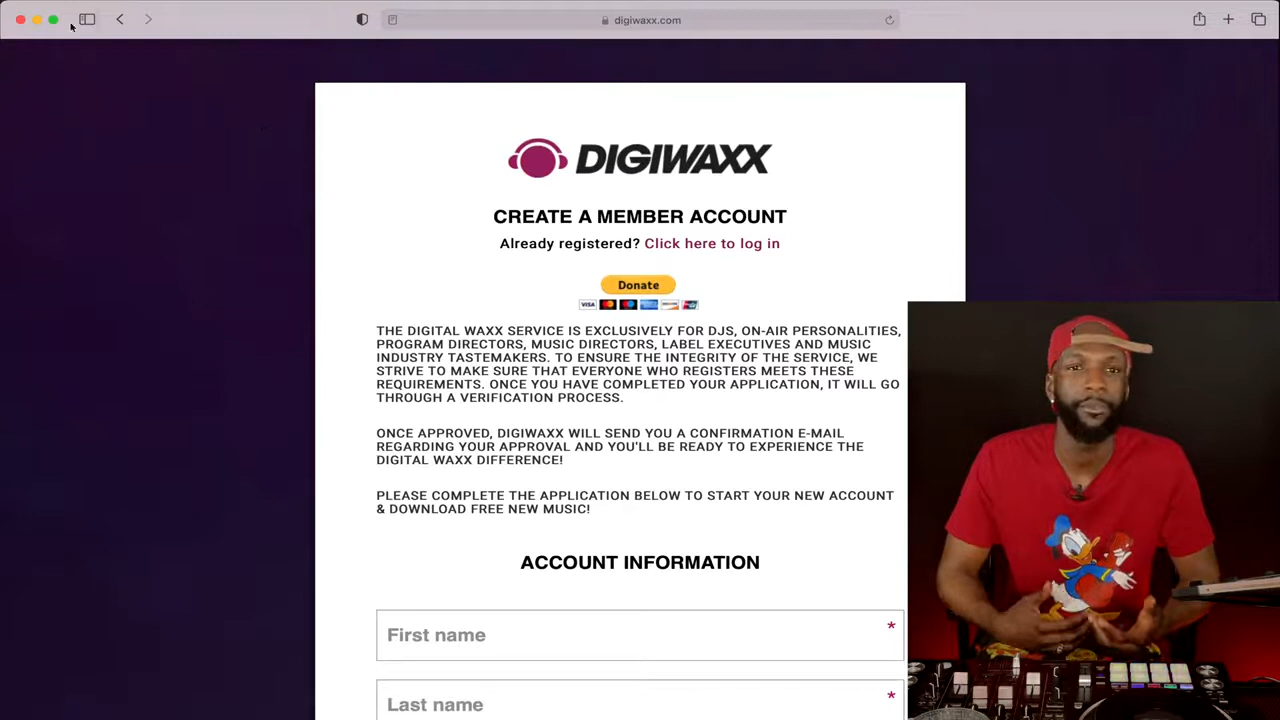 digiwaxx.com
DIGIWAXX
CREATE A MEMBER ACCOUNT
Already registered? Click here to log in
Donate
VISA
THE DIGITAL WAXX SERVICE IS EXCLUSIVELY FOR DJS, ON-AIR PERSONALITIES,
PROGRAM DIRECTORS, MUSIC DIRECTORS, LABEL EXECUTIVES AND MUSIC
INDUSTRY TASTEMAKERS. TO ENSURE THE INTEGRITY OF THE SERVICE, WE
STRIVE TO MAKE SURE THAT EVERYONE WHO REGISTERS MEETS THESE
REQUIREMENTS. ONCE YOU HAVE COMPLETED YOUR APPLICATION, IT WILL GO
THROUGH A VERIFICATION PROCESS.
ONCE APPROVED, DIGIWAXX WILL SEND YOU A CONFIRMATION E-MAIL
REGARDING YOUR APPROVAL AND YOU'LL BE READY TO EXPERIENCE THE
DIGITAL WAXX DIFFERENCE!
PLEASE COMPLETE THE APPLICATION BELOW TO START YOUR NEW ACCOUNT
& DOWNLOAD FREE NEW MUSIC!
ACCOUNT INFORMATION
First name *
Last name *